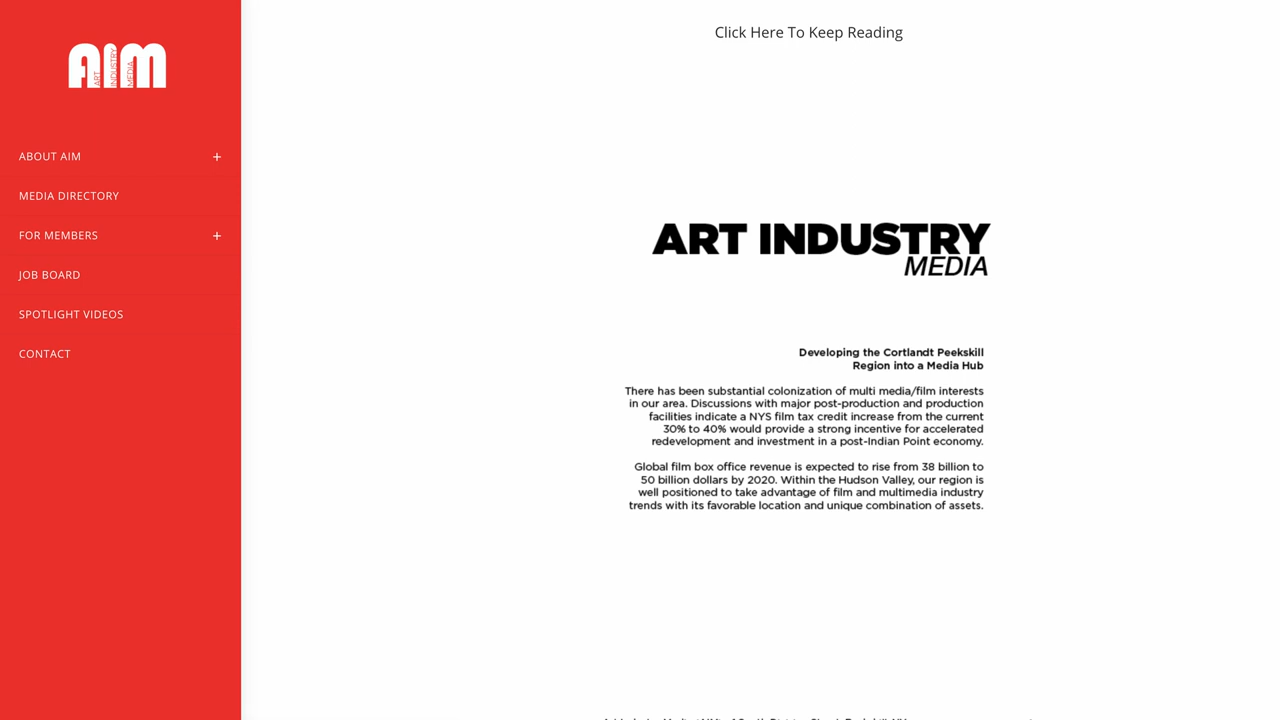 AIM
ART
INDUSTRY
MEDIA
ABOUT AIM +
MEDIA DIRECTORY
FOR MEMBERS +
JOB BOARD
SPOTLIGHT VIDEOS
CONTACT
Click Here To Keep Reading
ART INDUSTRY
MEDIA
Developing the Cortlandt Peekskill
Region into a Media Hub
There has been substantial colonization of multi media/film interests
in our area. Discussions with major post-production and production
facilities indicate a NYS film tax credit increase from the current
30% to 40% would provide a strong incentive for accelerated
redevelopment and investment in a post-Indian Point economy.
Global film box office revenue is expected to rise from 38 billion to
50 billion dollars by 2020. Within the Hudson Valley, our region is
well positioned to take advantage of film and multimedia industry
trends with its favorable location and unique combination of assets.